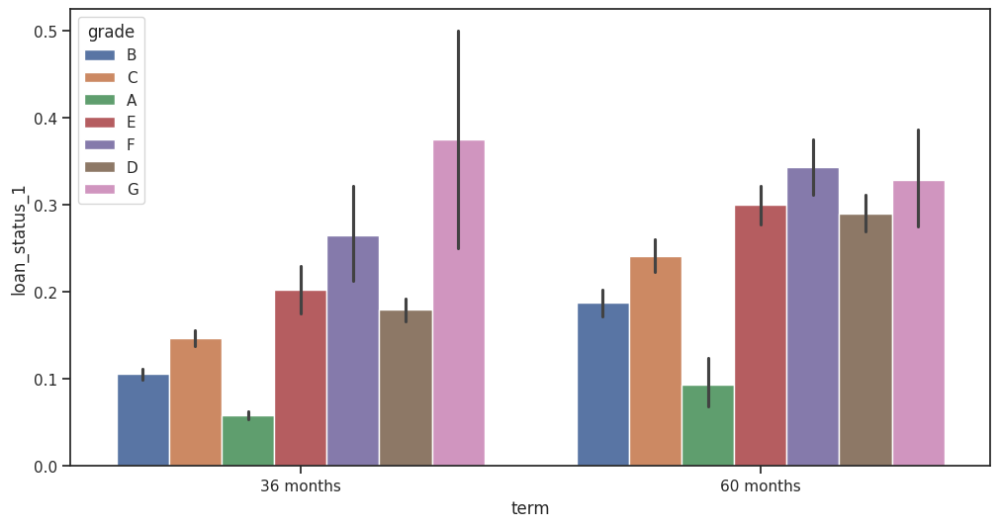 grade
B
C
A
E
F
D
G
loan_status_1
0.5
0.4
0.3
0.2
0.1
0.0
36 months
60 months
term